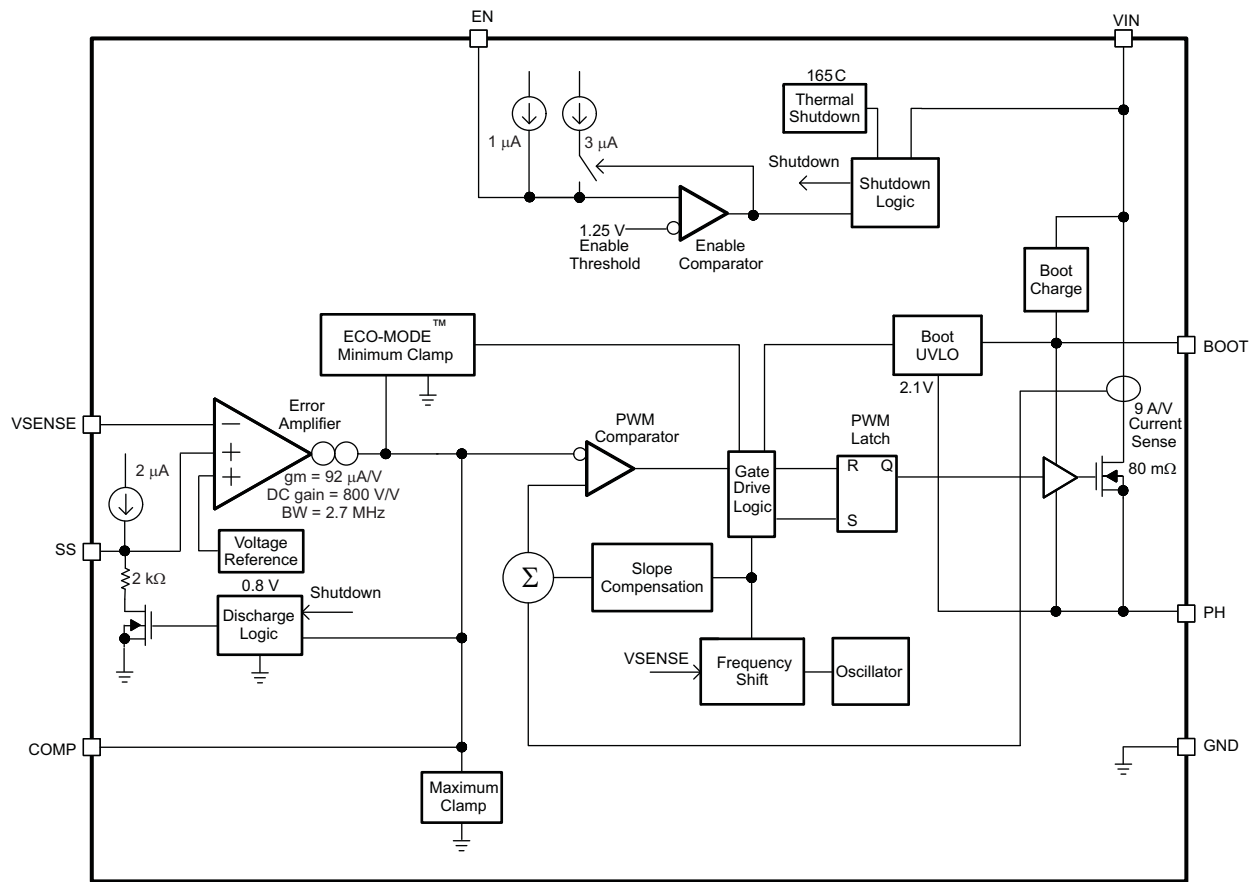 EN
VIN
165C
Thermal
Shutdown
1 μA
3 μA
Shutdown
Shutdown
Logic
1.25 V
Enable
Threshold
Enable
Comparator
Boot
Charge
ECO-MODE™
Minimum Clamp
Boot
UVLO
BOOT
2.1V
9 A/V
Current
Sense
80 mΩ
VSENSE
Error
Amplifier
gm = 92 μA/V
DC gain = 800 V/V
BW = 2.7 MHz
PWM
Comparator
Gate
Drive
Logic
PWM
Latch
R Q
S
2 μA
SS
Voltage
Reference
2 kΩ
0.8 V
Shutdown
Discharge
Logic
Σ
Slope
Compensation
PH
VSENSE
Frequency
Shift
Oscillator
COMP
GND
Maximum
Clamp